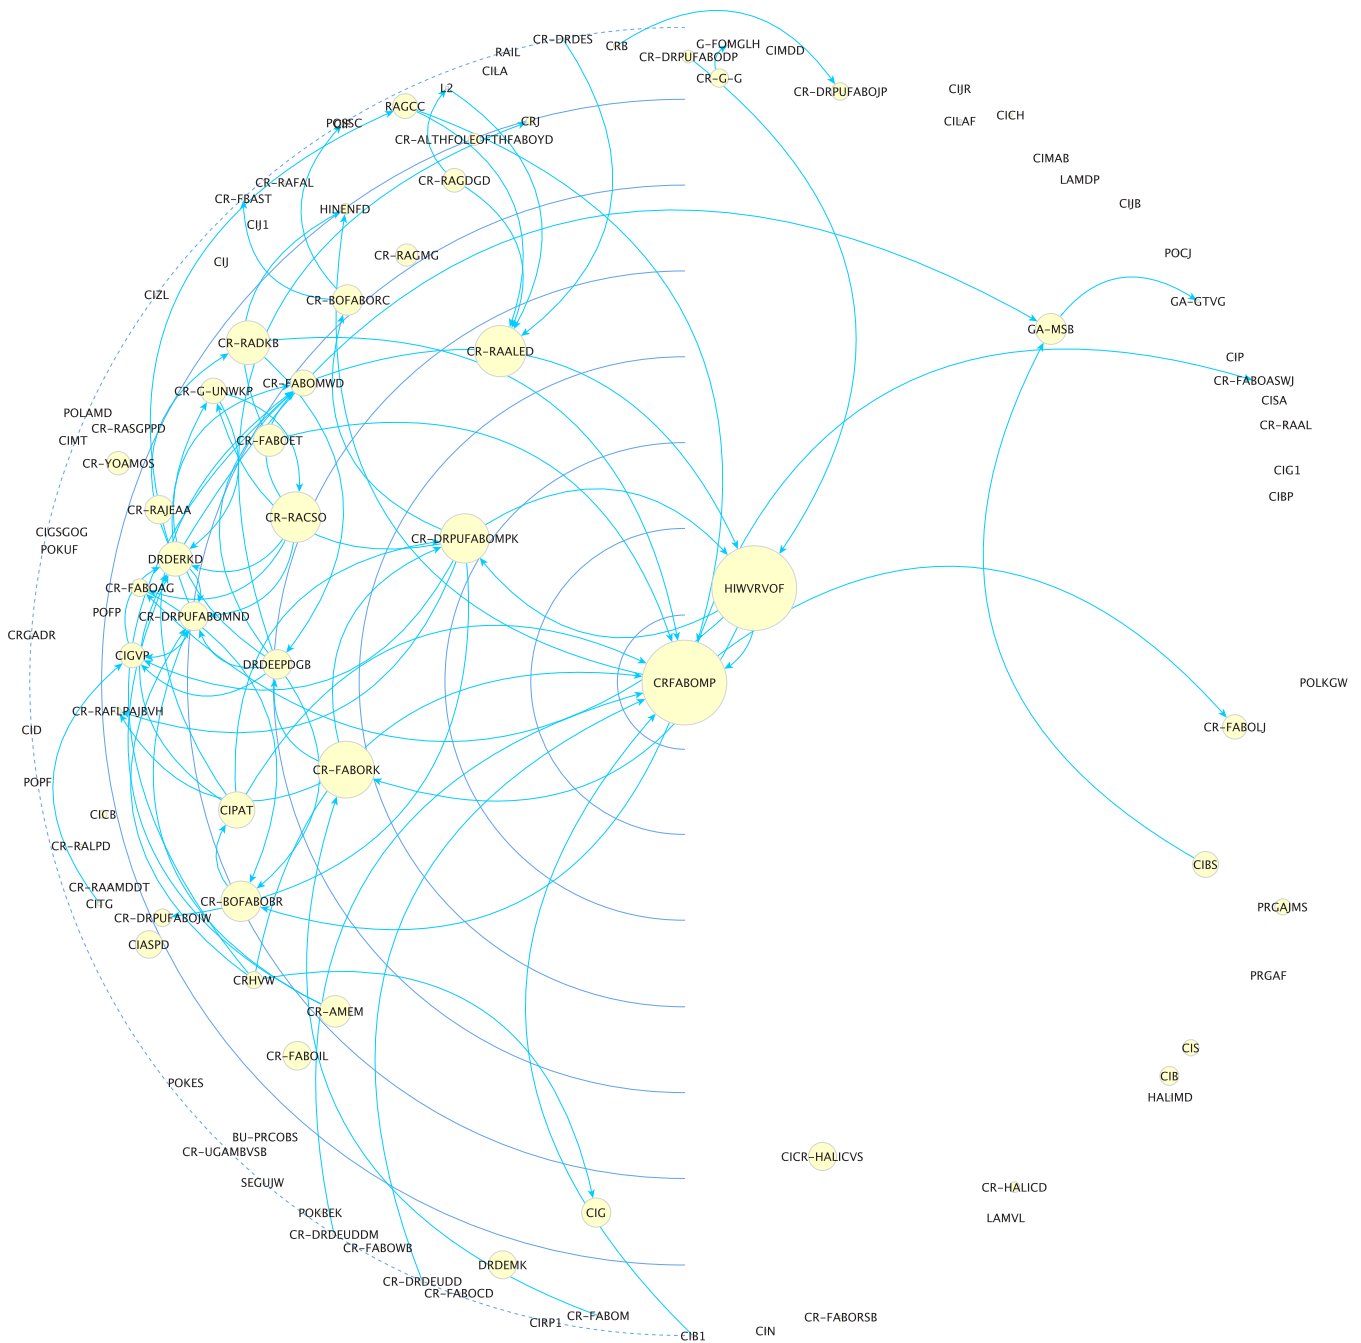 CR-DRDES
CRB
G-FOMGLH
RAIL
CIMDD
CR-DRPUFABODP
CILA
CR-G-G
L2
CR-DRPUFABOJP
CIJR
RAGCC
CICH
CRJ
CILAF
CR-ALTHFOLEOFTHFABOYD
CIMAB
CR-RAGDGD
LAMDP
CR-RAFAL
CR-FBAST
CIJB
HINENFD
CIJ1
POCJ
CR-RAGMG
CIJ
CIZL
CR-BOFABORC
GA-GTVG
GA-MSB
CR-RADKB
CR-RAALED
CIP
CR-FABOMWD
CR-FABOASWJ
CR-G-UNWKP
CISA
POLAMD
CR-RASGPPD
CR-RAAL
CIMT
CR-FABOET
CR-YOAMOS
CIG1
CIBP
CR-RAJEAA
CR-RACSO
CIGSGOG
CR-DRPUFABOMPK
POKUF
DRDERKD
CR-FABOAG
HIWVRVOF
POFP
CR-DRPUFABOMND
CRGADR
CIGVP
DRDEEPDGB
CRFABOMP
POLKGW
CR-RAFLPAJBVH
CID
CR-FABOLJ
CR-FABORK
POPF
CIPAT
CICB
CR-RALPD
CIBS
CR-RAAMDDT
CR-BOFABOBR
CITG
PRGAJMS
CR-DRPUFABOJW
CIASPD
PRGAF
CRHVW
CR-AMEM
CIS
CR-FABOIL
CIB
POKES
HALIMD
BU-PRCOBS
CR-UGAMBVSB
CICR-HALICVS
SEGUJW
CR-HALICD
POKBEK
CIG
LAMVL
CR-DRDEUDDM
CR-FABOWB
DRDEMK
CR-DRDEUDD
CR-FABOCD
CR-FABOM
CR-FABORSB
CIRP1
CIN
CIB1